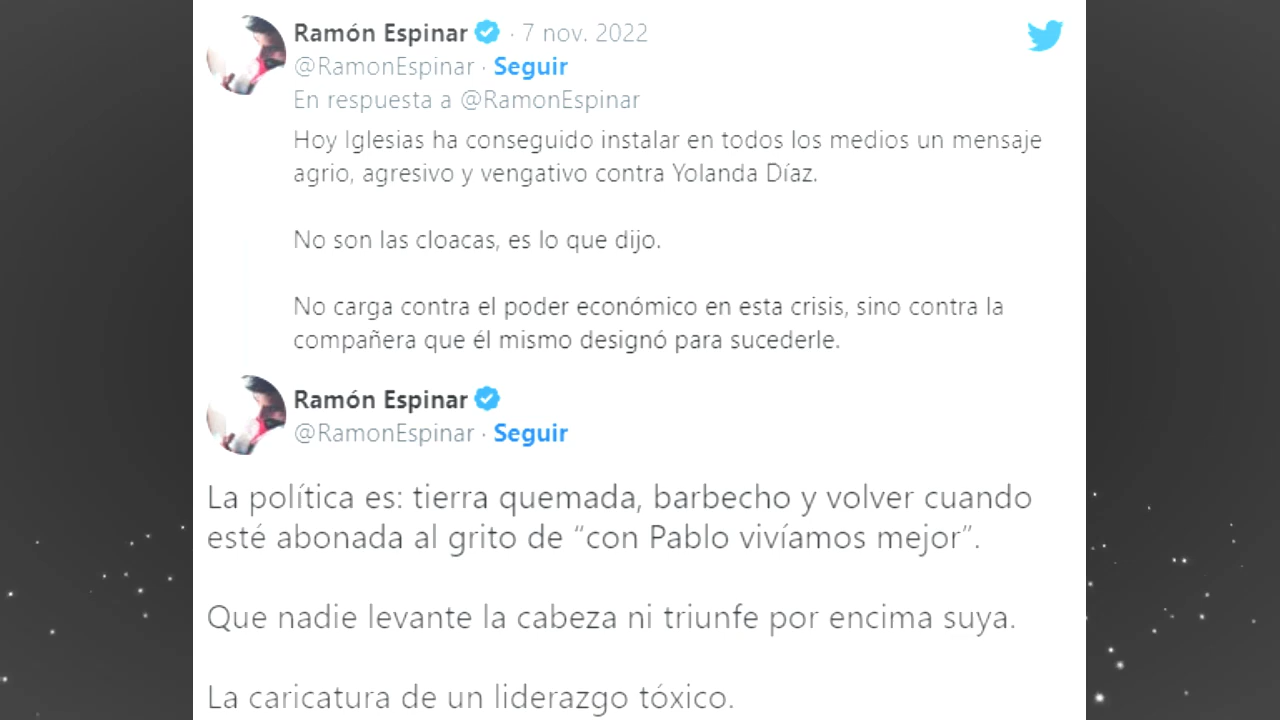 Ramón Espinar · 7 nov. 2022
@RamonEspinar · Seguir
En respuesta a @RamonEspinar
Hoy Iglesias ha conseguido instalar en todos los medios un mensaje
agrio, agresivo y vengativo contra Yolanda Díaz.
No son las cloacas, es lo que dijo.
No carga contra el poder económico en esta crisis, sino contra la
compañera que él mismo designó para sucederle.
Ramón Espinar
@RamonEspinar · Seguir
La política es: tierra quemada, barbecho y volver cuando
esté abonada al grito de “con Pablo vivíamos mejor”.
Que nadie levante la cabeza ni triunfe por encima suya.
La caricatura de un liderazgo tóxico.